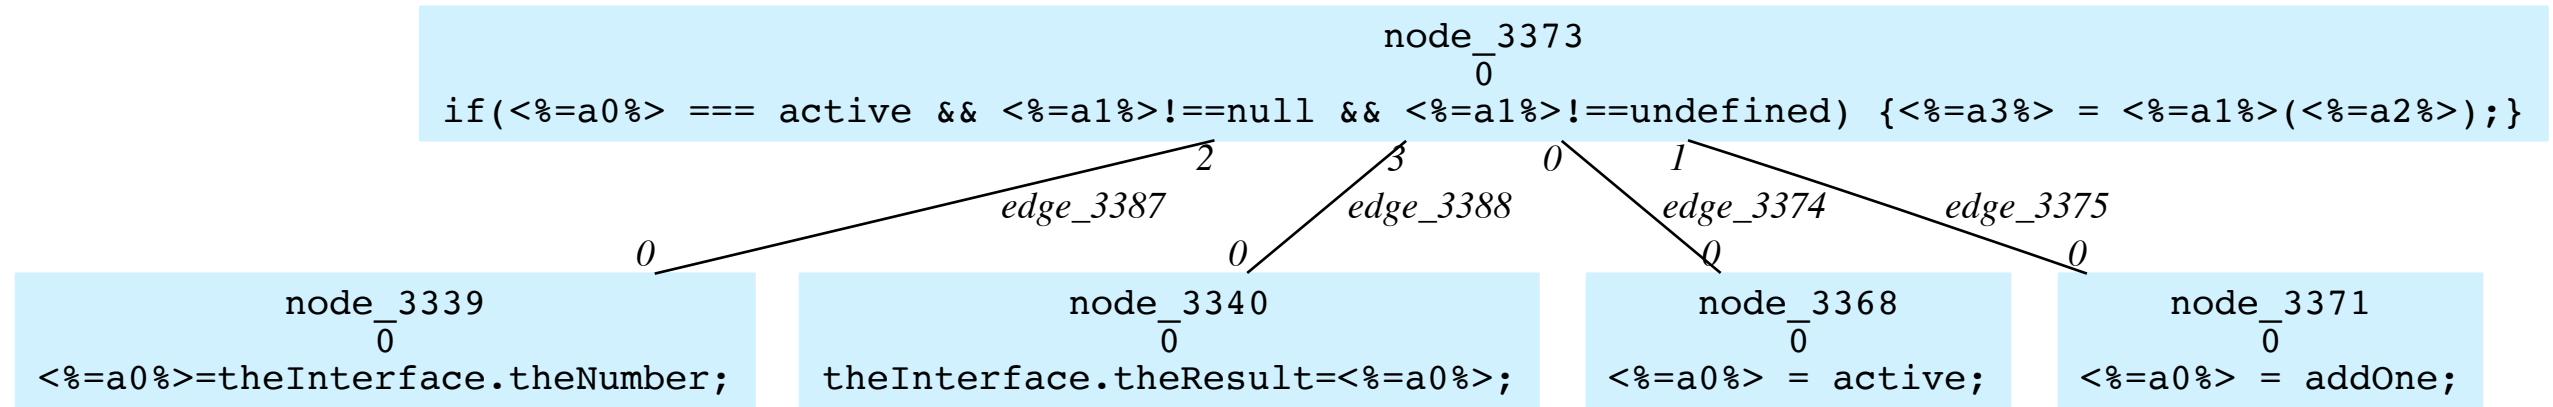 node_3373
0
if(<%=a0%> === active && <%=a1%>!==null && <%=a1%>!==undefined) {<%=a3%> = <%=a1%>(<%=a2%>);}
2 3 0 1
edge_3387 edge_3388 edge_3374 edge_3375
0 0 0 0
node_3339 node_3340 node_3368 node_3371
0 0 0 0
<%=a0%>=theInterface.theNumber; theInterface.theResult=<%=a0%>; <%=a0%> = active; <%=a0%> = addOne;